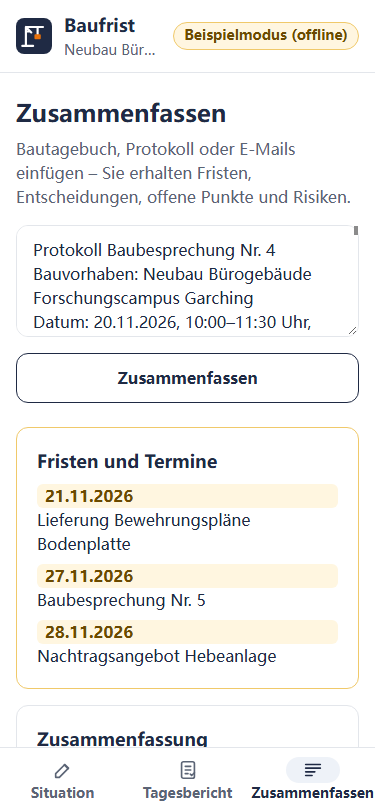 Baufrist
Neubau Bür...
Beispielmodus (offline)
Zusammenfassen
Bautagebuch, Protokoll oder E-Mails
einfügen – Sie erhalten Fristen,
Entscheidungen, offene Punkte und Risiken.
Protokoll Baubesprechung Nr. 4
Bauvorhaben: Neubau Bürogebäude
Forschungscampus Garching
Datum: 20.11.2026, 10:00–11:30 Uhr,
Zusammenfassen
Fristen und Termine
21.11.2026
Lieferung Bewehrungspläne
Bodenplatte
27.11.2026
Baubesprechung Nr. 5
28.11.2026
Nachtragsangebot Hebeanlage
Zusammenfassung
Situation
Tagesbericht
Zusammenfassen